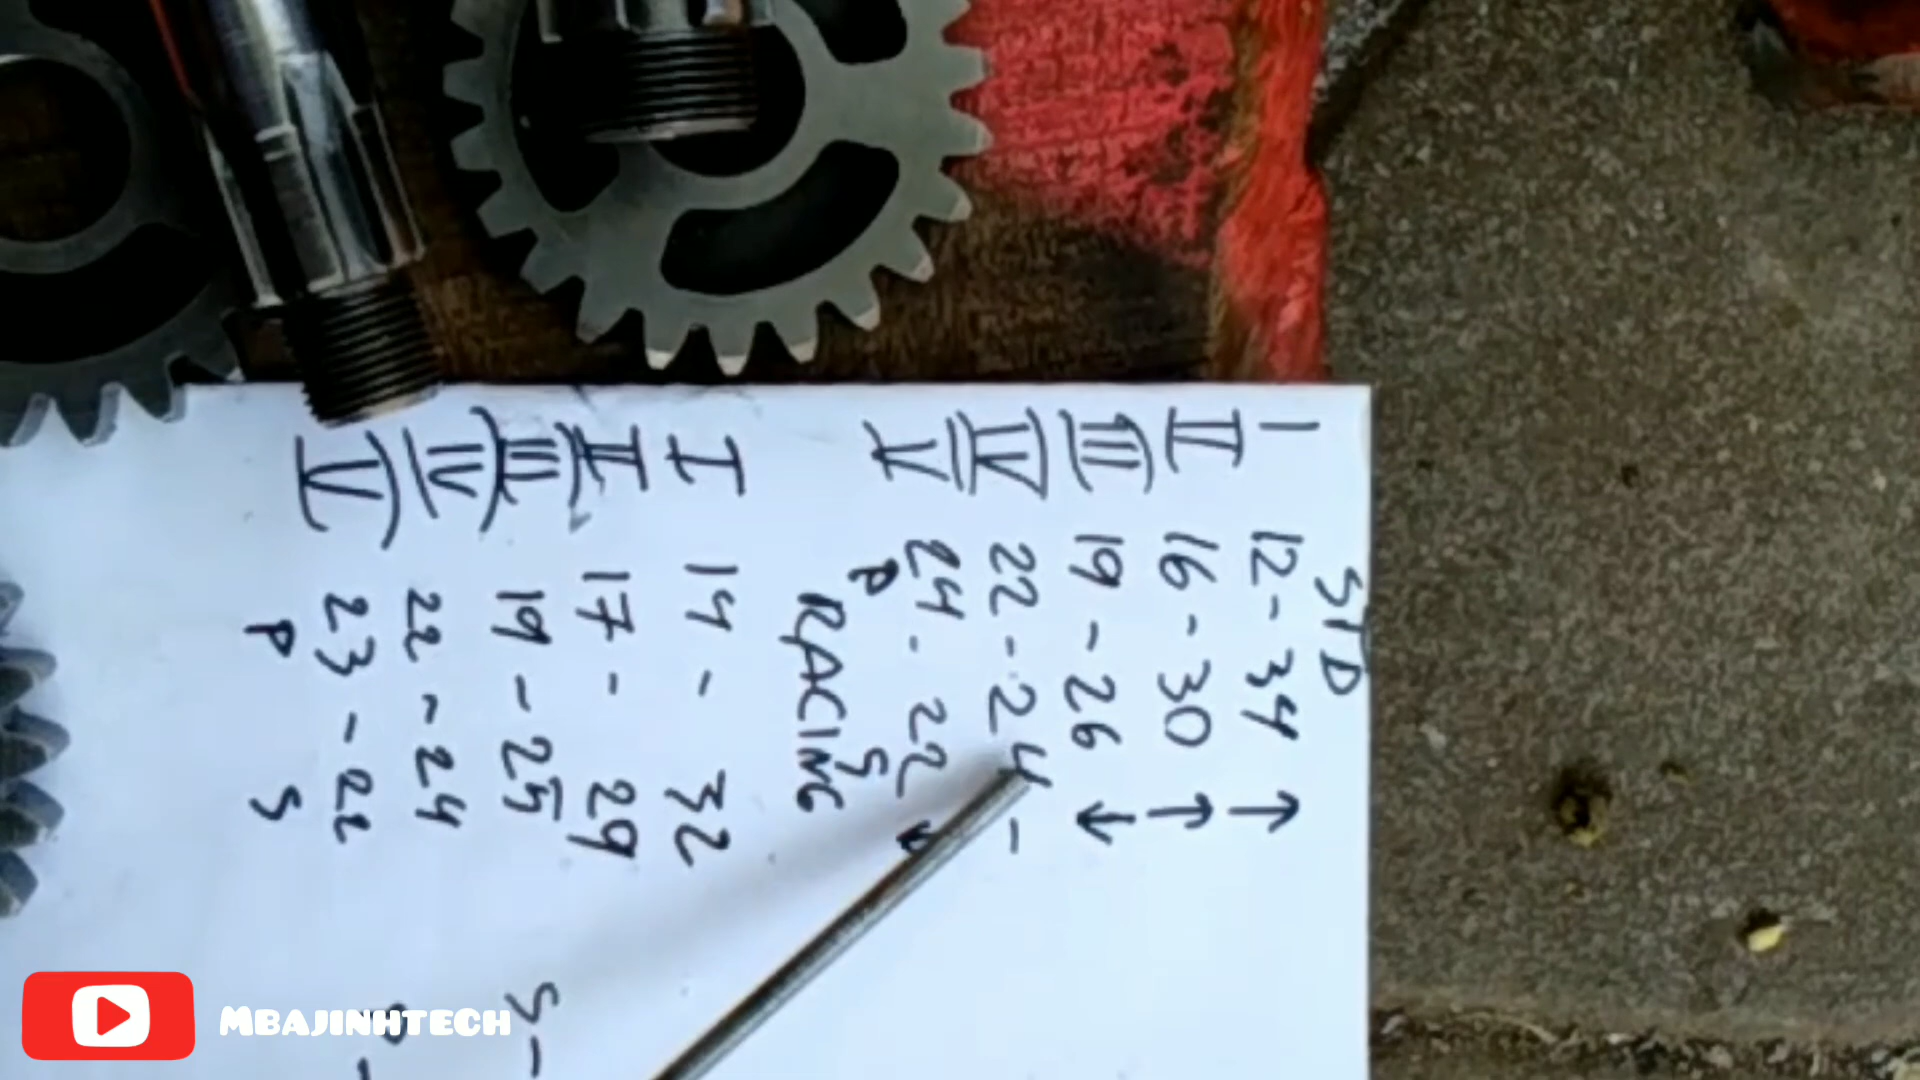 STD
I 12 - 34 ↑
II 16 - 30 ↑
III 19 - 26 ↓
IV 22 - 24 -
V 24 - 22 ↓
P S
RACING
I 14 - 32
II 17 - 29
III 19 - 25
IV 22 - 24
V 23 - 22
P S
S -
P -
MBAJINHTECH